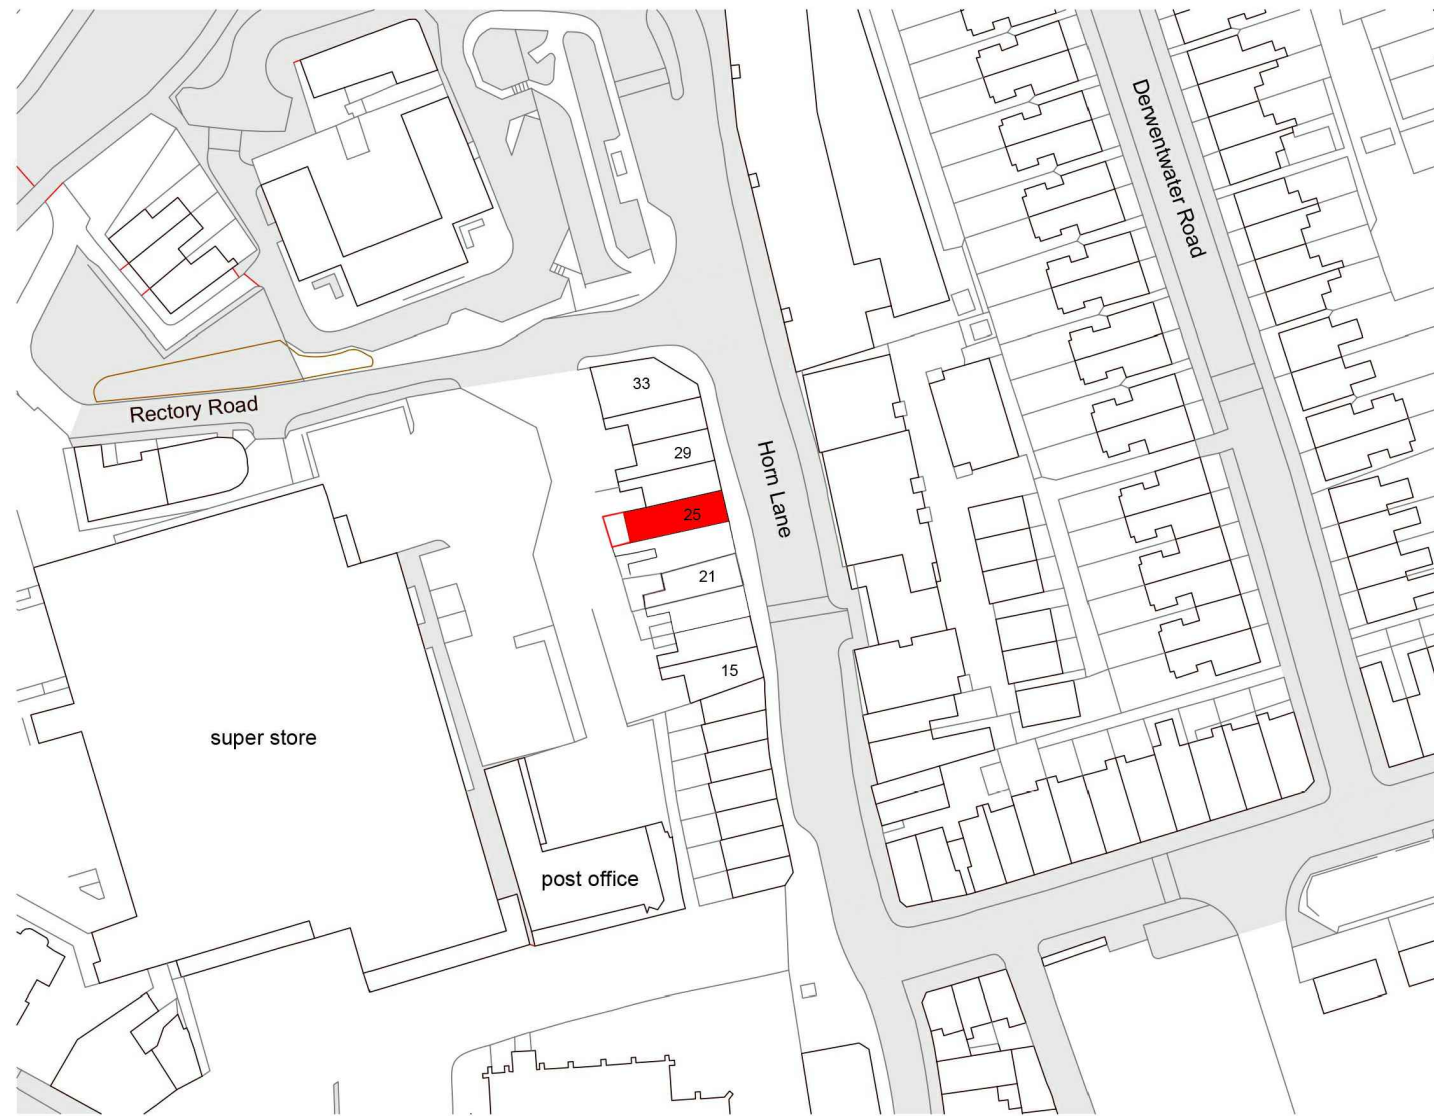 Derwentwater Road
33
Rectory Road
29
Horn Lane
25
21
15
super store
post office